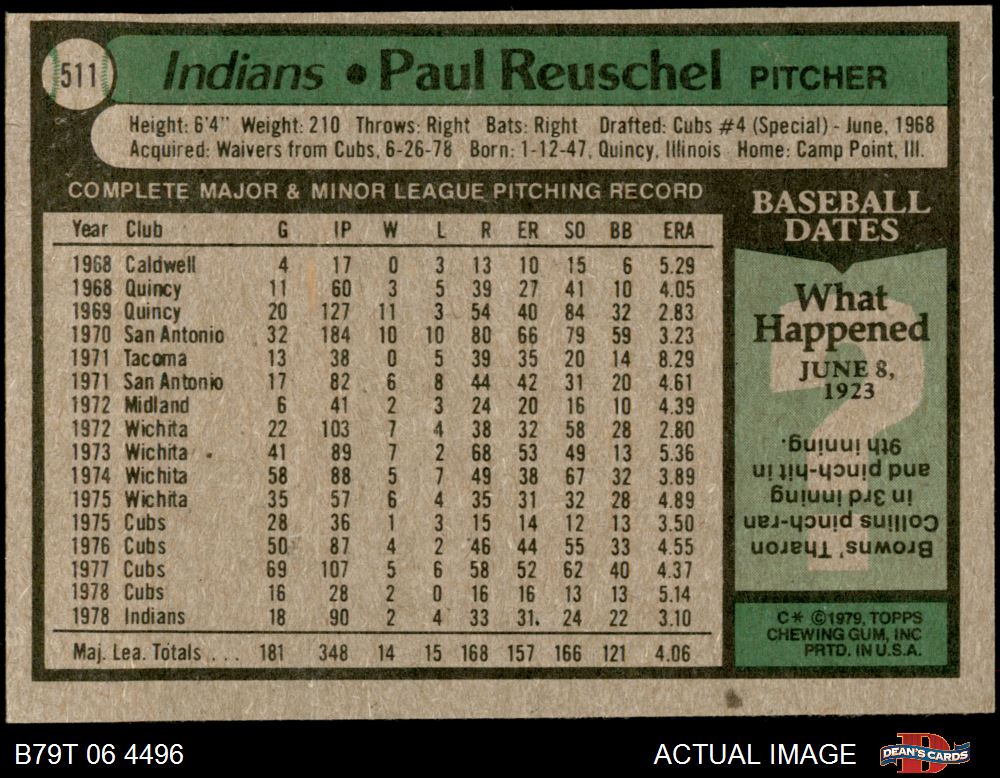 511 Indians • Paul Reuschel PITCHER
Height: 6'4" Weight: 210 Throws: Right Bats: Right Drafted: Cubs #4 (Special) - June, 1968
Acquired: Waivers from Cubs, 6-26-78 Born: 1-12-47, Quincy, Illinois Home: Camp Point, Ill.
COMPLETE MAJOR & MINOR LEAGUE PITCHING RECORD
Year Club G IP W L R ER SO BB ERA
1968 Caldwell 4 17 0 3 13 10 15 6 5.29
1968 Quincy 11 60 3 5 39 27 41 10 4.05
1969 Quincy 20 127 11 3 54 40 84 32 2.83
1970 San Antonio 32 184 10 10 80 66 79 59 3.23
1971 Tacoma 13 38 0 5 39 35 20 14 8.29
1971 San Antonio 17 82 6 8 44 42 31 20 4.61
1972 Midland 6 41 2 3 24 20 16 10 4.39
1972 Wichita 22 103 7 4 38 32 58 28 2.80
1973 Wichita 41 89 7 2 68 53 49 13 5.36
1974 Wichita 58 88 5 7 49 38 67 32 3.89
1975 Wichita 35 57 6 4 35 31 32 28 4.89
1975 Cubs 28 36 1 3 15 14 12 13 3.50
1976 Cubs 50 87 4 2 46 44 55 33 4.55
1977 Cubs 69 107 5 6 58 52 62 40 4.37
1978 Cubs 16 28 2 0 16 16 13 13 5.14
1978 Indians 18 90 2 4 33 31 24 22 3.10
Maj. Lea. Totals . . . 181 348 14 15 168 157 166 121 4.06
BASEBALL
DATES
What
Happened
JUNE 8,
1923
?
Browns' Tharon
Collins pinch-ran
in 3rd inning
and pinch-hit in
9th inning.
C* ©1979, TOPPS
CHEWING GUM, INC
PRTD. IN U.S.A.
B79T 06 4496 ACTUAL IMAGE DEAN'S CARDS